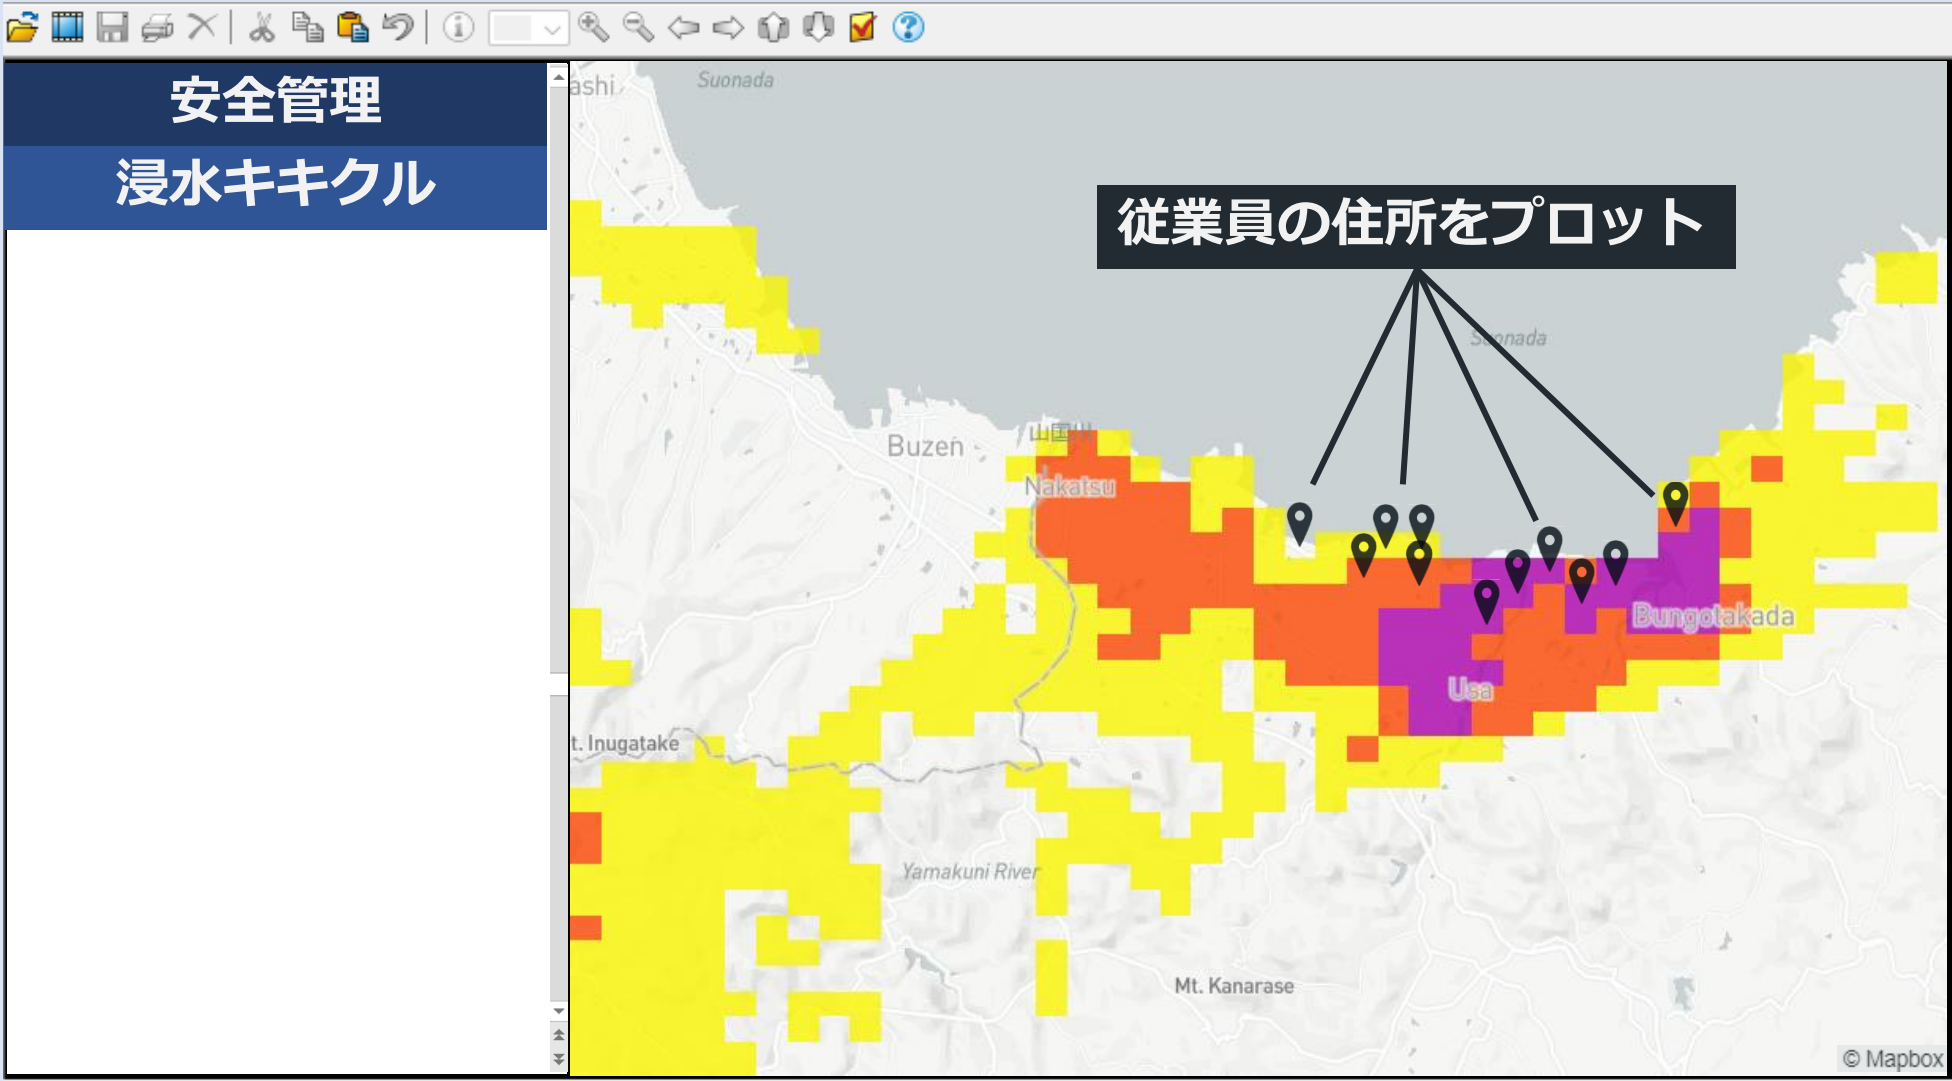 安全管理
浸水キキクル
ashi
Suonada
従業員の住所をプロット
Suonada
山国川
Buzen
Nakatsu
Bungotakada
Usa
t. Inugatake
Yamakuni River
Mt. Kanarase
© Mapbox